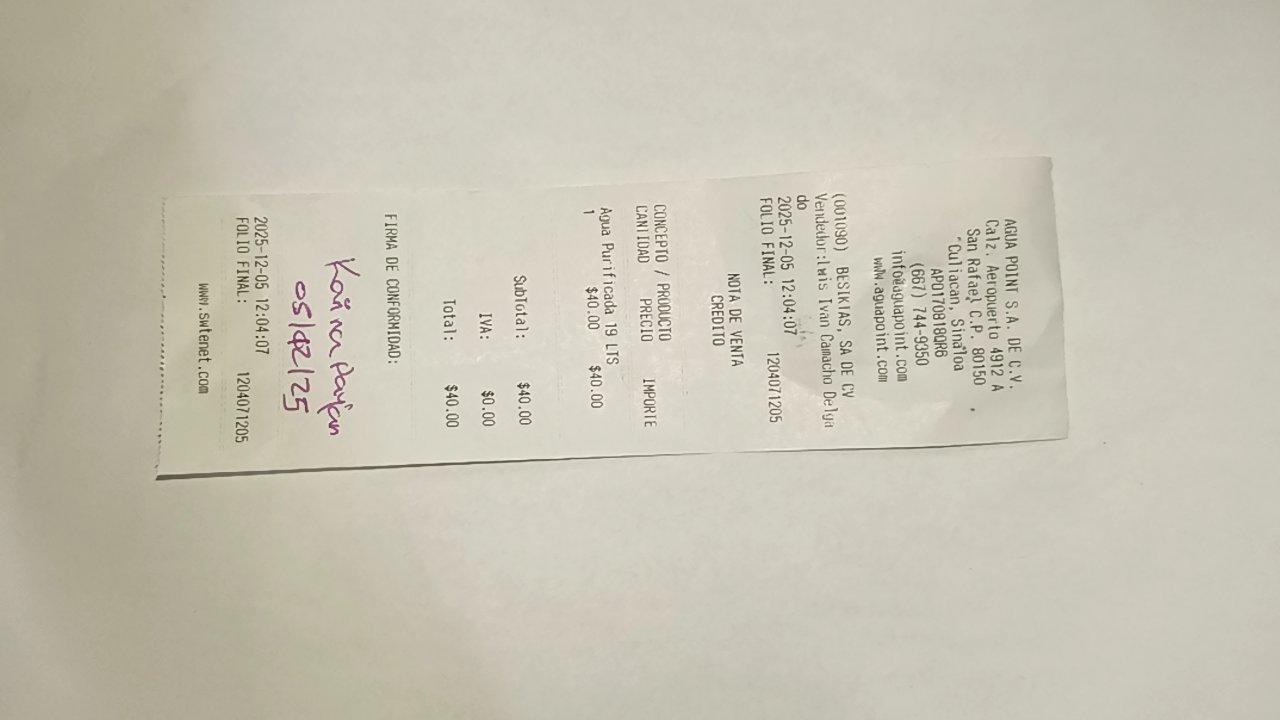 AGUA POINT S.A. DE C.V.
Calz. Aeropuerto 4912 A
San Rafael C.P. 80150
"Culiacan, Sinaloa
APO170818QR6
(667) 744-9350
info@aguapoint.com
www.aguapoint.com
(001090) BESIKIAS, SA DE CV
Vendedor:Lwis Ivan Camacho Delga
do
2025-12-05 12:04:07
FOLIO FINAL: 1204071205
NOTA DE VENTA
CREDITO
CONCEPTO / PRODUCTO
CANTIDAD PRECIO IMPORTE
Agua Purificada 19 LTS
1 $40.00 $40.00
SubTotal: $40.00
IVA: $0.00
Total: $40.00
FIRMA DE CONFORMIDAD:
Karina
05/12/25
2025-12-05 12:04:07
FOLIO FINAL: 1204071205
www.swtenet.com